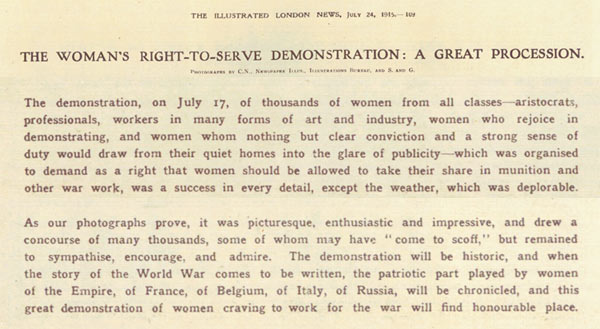 THE ILLUSTRATED LONDON NEWS, JULY 24, 1915.—109
THE WOMAN'S RIGHT-TO-SERVE DEMONSTRATION: A GREAT PROCESSION.
PHOTOGRAPHS BY C.N., NEWSPAPER ILLUS., ILLUSTRATIONS BUREAU, AND S. AND G.
The demonstration, on July 17, of thousands of women from all classes—aristocrats,
professionals, workers in many forms of art and industry, women who rejoice in
demonstrating, and women whom nothing but clear conviction and a strong sense of
duty would draw from their quiet homes into the glare of publicity—which was organised
to demand as a right that women should be allowed to take their share in munition and
other war work, was a success in every detail, except the weather, which was deplorable.
As our photographs prove, it was picturesque, enthusiastic and impressive, and drew a
concourse of many thousands, some of whom may have "come to scoff," but remained
to sympathise, encourage, and admire. The demonstration will be historic, and when
the story of the World War comes to be written, the patriotic part played by women
of the Empire, of France, of Belgium, of Italy, of Russia, will be chronicled, and this
great demonstration of women craving to work for the war will find honourable place.